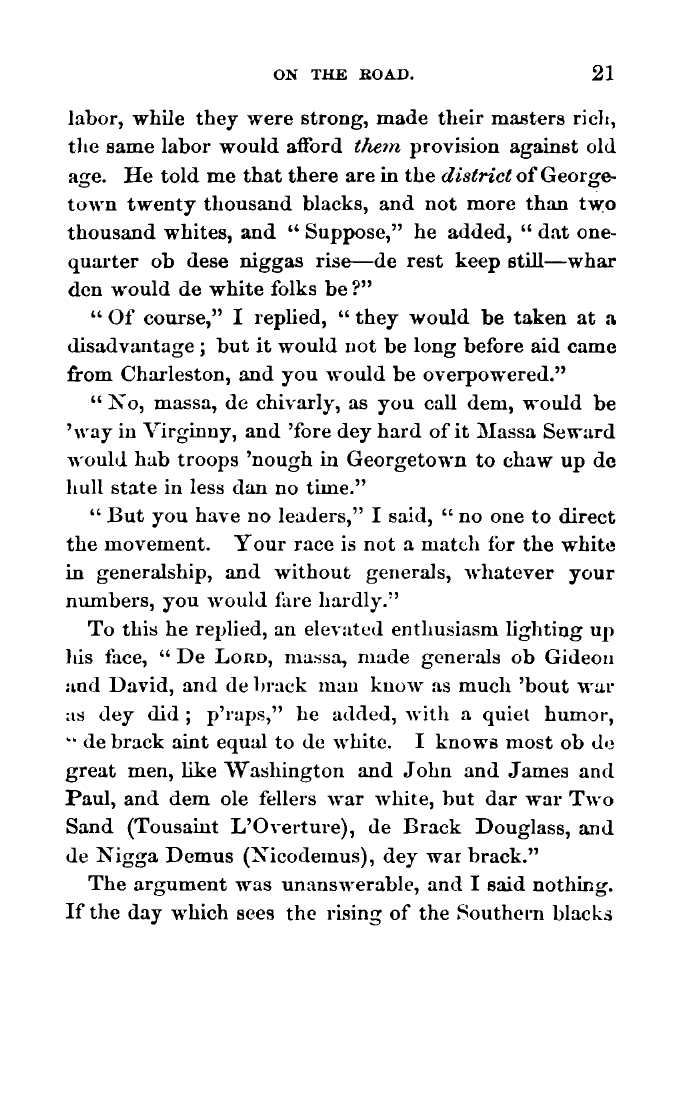 ON THE ROAD. 21
labor, while they were strong, made their masters rich,
the same labor would afford them provision against old
age. He told me that there are in the district of George-
town twenty thousand blacks, and not more than two
thousand whites, and “ Suppose,” he added, “ dat one-
quarter ob dese niggas rise—de rest keep still—whar
den would de white folks be?”
“ Of course,” I replied, “ they would be taken at a
disadvantage ; but it would not be long before aid came
from Charleston, and you would be overpowered.”
“ No, massa, de chivarly, as you call dem, would be
’way in Virginny, and ’fore dey hard of it Massa Seward
would hab troops ’nough in Georgetown to chaw up de
hull state in less dan no time.”
“ But you have no leaders,” I said, “ no one to direct
the movement. Your race is not a match for the white
in generalship, and without generals, whatever your
numbers, you would fare hardly.”
To this he replied, an elevated enthusiasm lighting up
his face, “ De LORD, massa, made generals ob Gideon
and David, and de brack man know as much ’bout war
as dey did ; p’raps,” he added, with a quiet humor,
“ de brack aint equal to de white. I knows most ob de
great men, like Washington and John and James and
Paul, and dem ole fellers war white, but dar war Two
Sand (Tousaint L’Overture), de Brack Douglass, and
de Nigga Demus (Nicodemus), dey war brack.”
The argument was unanswerable, and I said nothing.
If the day which sees the rising of the Southern blacks